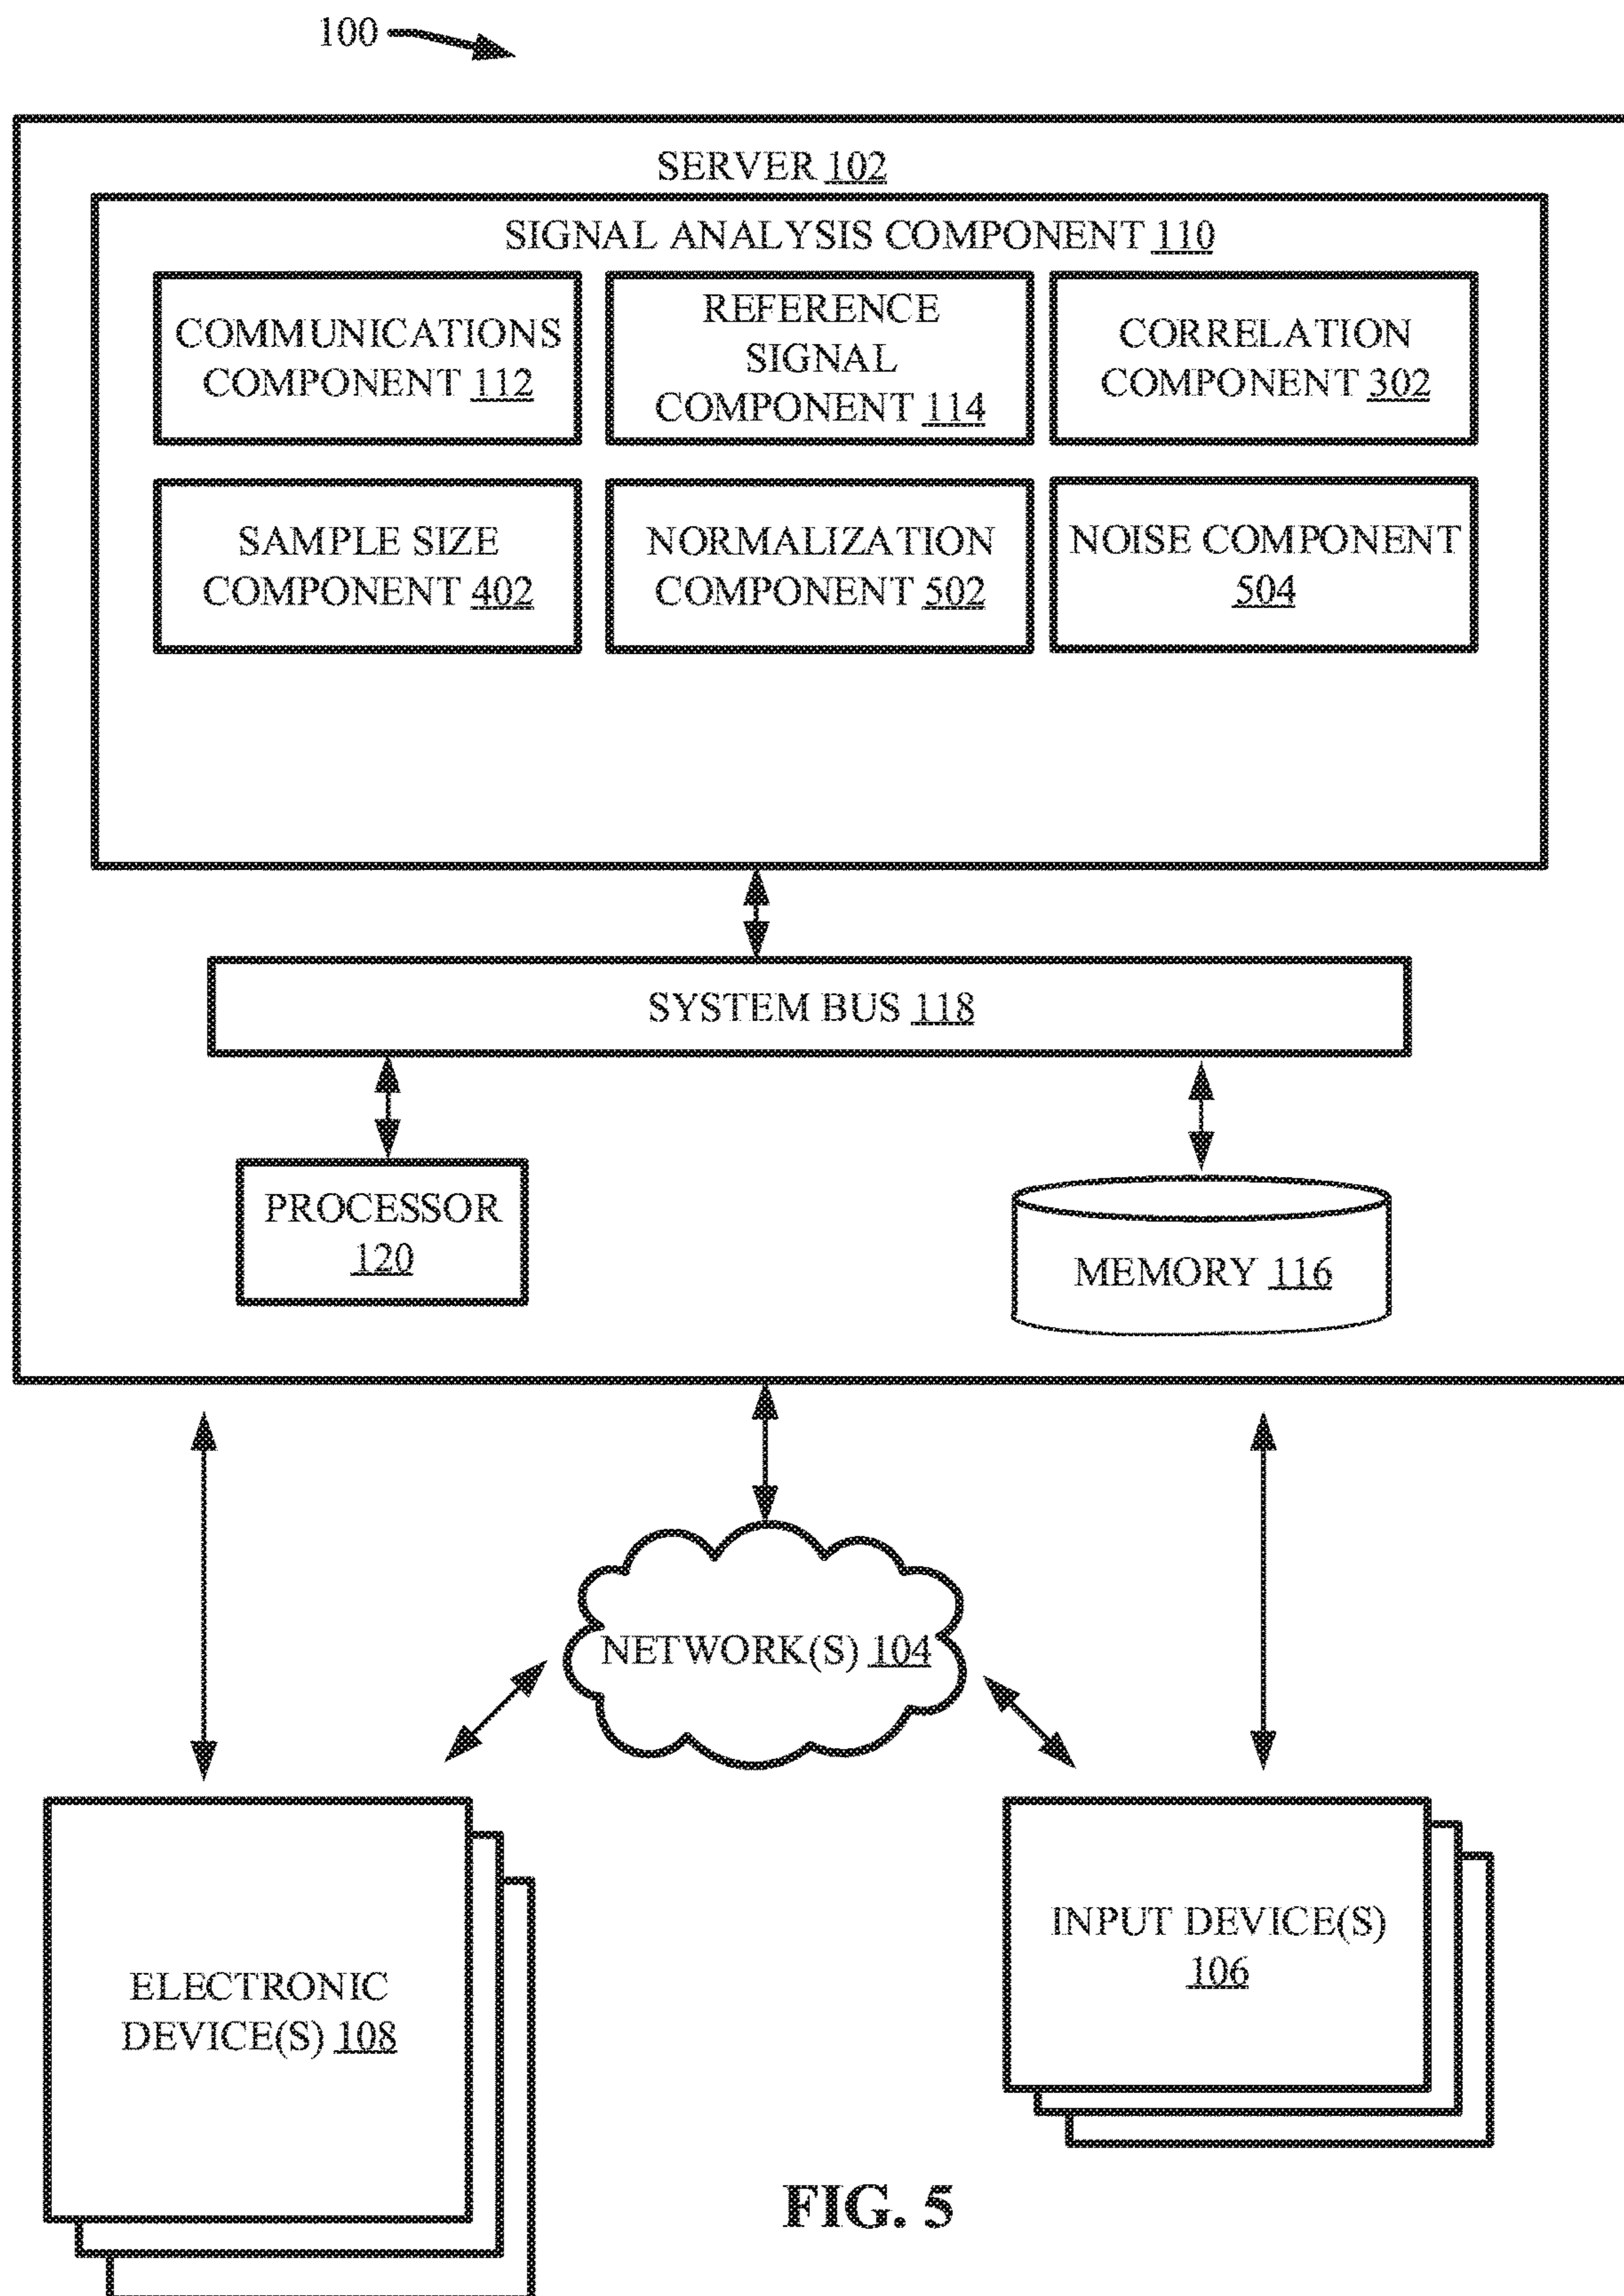 100
SERVER 102
SIGNAL ANALYSIS COMPONENT 110
COMMUNICATIONS
COMPONENT 112
REFERENCE
SIGNAL
COMPONENT 114
CORRELATION
COMPONENT 302
SAMPLE SIZE
COMPONENT 402
NORMALIZATION
COMPONENT 502
NOISE COMPONENT
504
SYSTEM BUS 118
PROCESSOR
120
MEMORY 116
NETWORK(S) 104
ELECTRONIC
DEVICE(S) 108
INPUT DEVICE(S)
106
FIG. 5